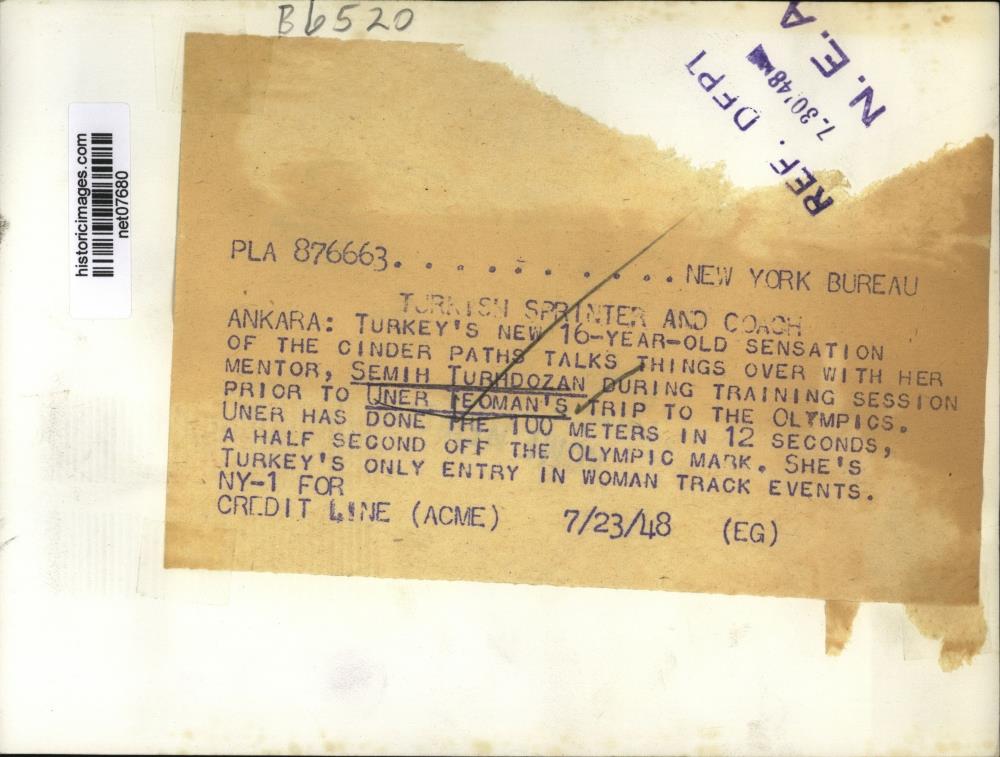 B6520
N.E.A
REF. DFPT
7-30'48
historicimages.com
net07680
PLA 876663. . . . . . . . . . . NEW YORK BUREAU
TURKISH SPRINTER AND COACH
ANKARA: TURKEY'S NEW 16-YEAR-OLD SENSATION
OF THE CINDER PATHS TALKS THINGS OVER WITH HER
MENTOR, SEMIH TURHDOZAN DURING TRAINING SESSION
PRIOR TO UNER TEOMAN'S TRIP TO THE OLYMPICS.
UNER HAS DONE THE 100 METERS IN 12 SECONDS,
A HALF SECOND OFF THE OLYMPIC MARK. SHE'S
TURKEY'S ONLY ENTRY IN WOMAN TRACK EVENTS.
NY-1 FOR
CREDIT LINE (ACME) 7/23/48 (EG)